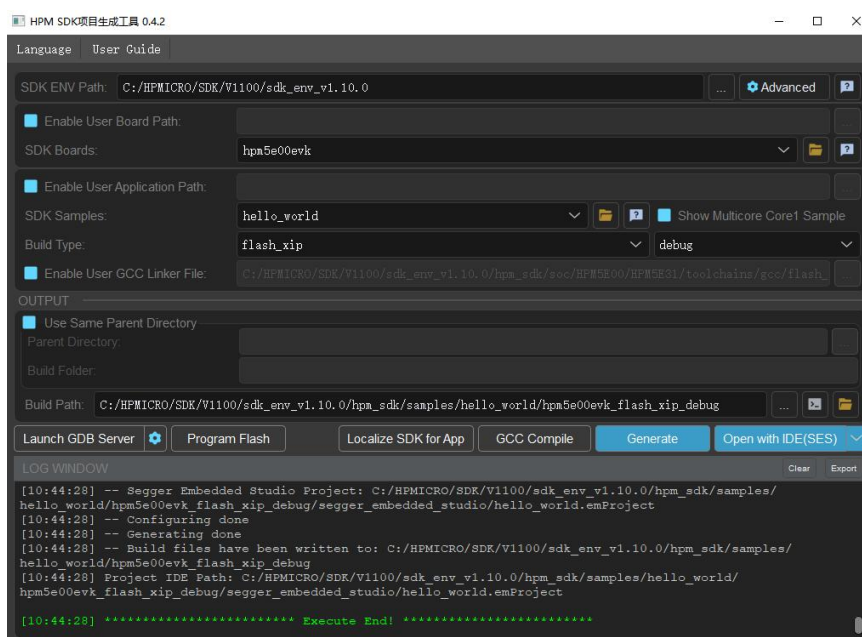 HPM SDK项目生成工具 0.4.2
Language User Guide
SDK ENV Path: C:/HPMICRO/SDK/V1100/sdk_env_v1.10.0 ... Advanced
Enable User Board Path: ...
SDK Boards: hpm5e00evk
Enable User Application Path: ...
SDK Samples: hello_world Show Multicore Core1 Sample
Build Type: flash_xip debug
Enable User GCC Linker File: C:/HPMICRO/SDK/V1100/sdk_env_v1.10.0/hpm_sdk/soc/HPM5E00/HPM5E31/toolchains/gcc/flash_ ...
OUTPUT
Use Same Parent Directory
Parent Directory: ...
Build Folder:
Build Path: C:/HPMICRO/SDK/V1100/sdk_env_v1.10.0/hpm_sdk/samples/hello_world/hpm5e00evk_flash_xip_debug ...
Launch GDB Server Program Flash Localize SDK for App GCC Compile Generate Open with IDE(SES)
LOG WINDOW Clear Export
[10:44:28] -- Segger Embedded Studio Project: C:/HPMICRO/SDK/V1100/sdk_env_v1.10.0/hpm_sdk/samples/
hello_world/hpm5e00evk_flash_xip_debug/segger_embedded_studio/hello_world.emProject
[10:44:28] -- Configuring done
[10:44:28] -- Generating done
[10:44:28] -- Build files have been written to: C:/HPMICRO/SDK/V1100/sdk_env_v1.10.0/hpm_sdk/samples/
hello_world/hpm5e00evk_flash_xip_debug
[10:44:28] Project IDE Path: C:/HPMICRO/SDK/V1100/sdk_env_v1.10.0/hpm_sdk/samples/hello_world/
hpm5e00evk_flash_xip_debug/segger_embedded_studio/hello_world.emProject
[10:44:28] ************************* Execute End! *************************